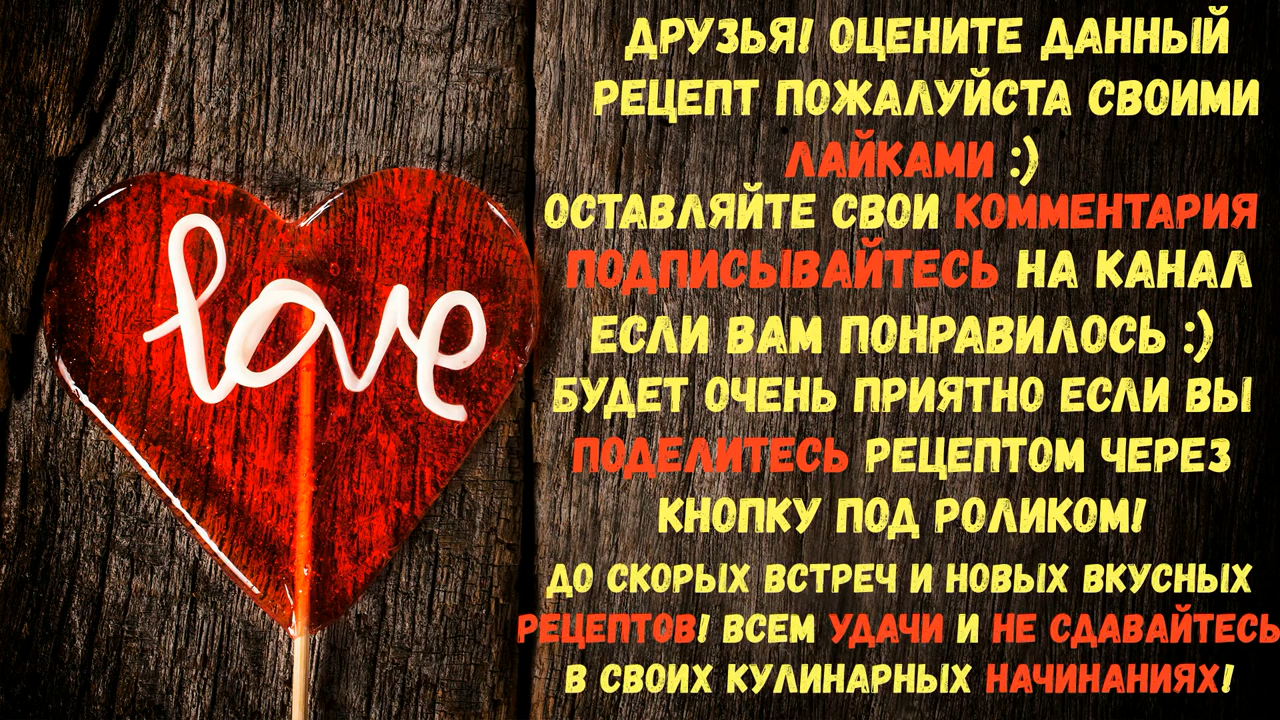 love
ДРУЗЬЯ! ОЦЕНИТЕ ДАННЫЙ
РЕЦЕПТ ПОЖАЛУЙСТА СВОИМИ
ЛАЙКАМИ :)
ОСТАВЛЯЙТЕ СВОИ КОММЕНТАРИЯ
ПОДПИСЫВАЙТЕСЬ НА КАНАЛ
ЕСЛИ ВАМ ПОНРАВИЛОСЬ :)
БУДЕТ ОЧЕНЬ ПРИЯТНО ЕСЛИ ВЫ
ПОДЕЛИТЕСЬ РЕЦЕПТОМ ЧЕРЕЗ
КНОПКУ ПОД РОЛИКОМ!
ДО СКОРЫХ ВСТРЕЧ И НОВЫХ ВКУСНЫХ
РЕЦЕПТОВ! ВСЕМ УДАЧИ И НЕ СДАВАЙТЕСЬ
В СВОИХ КУЛИНАРНЫХ НАЧИНАНИЯХ!